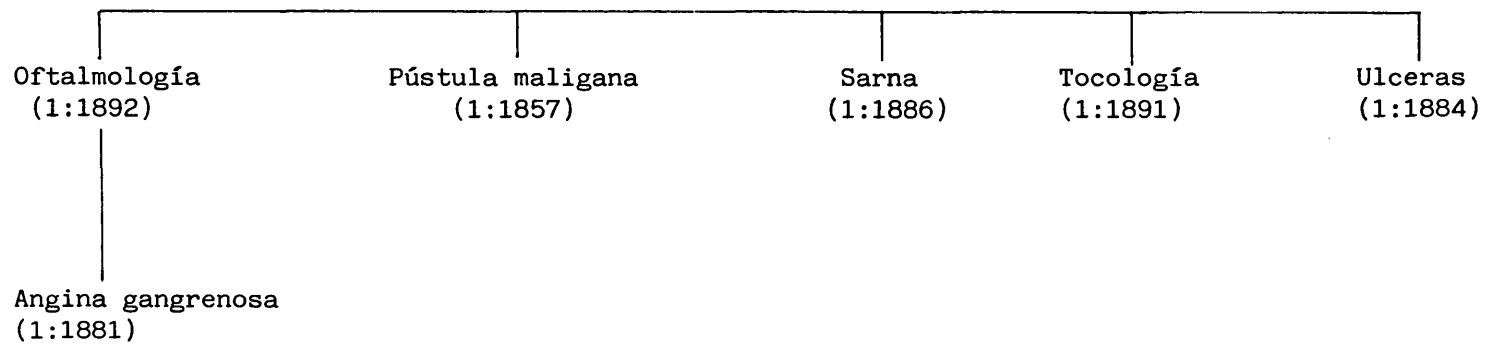 Oftalmología Pústula maligana Sarna Tocología Ulceras
(1:1892) (1:1857) (1:1886) (1:1891) (1:1884)
Angina gangrenosa
(1:1881)